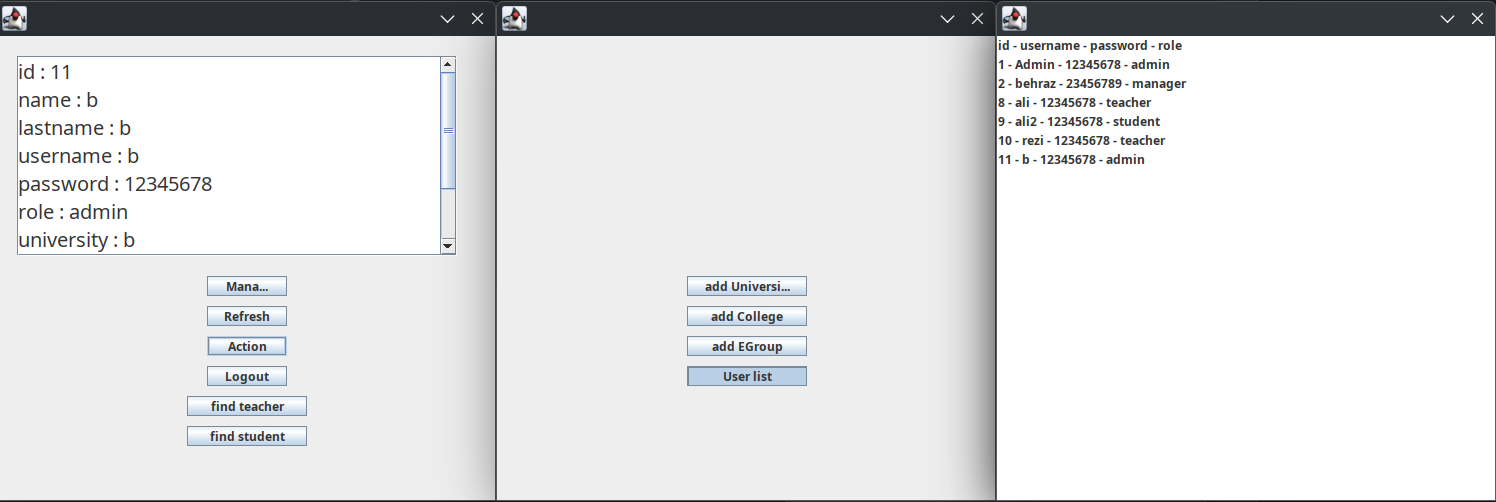 id : 11
name : b
lastname : b
username : b
password : 12345678
role : admin
university : b
Mana...
Refresh
Action
Logout
find teacher
find student
add Universi...
add College
add EGroup
User list
id - username - password - role
1 - Admin - 12345678 - admin
2 - behraz - 23456789 - manager
8 - ali - 12345678 - teacher
9 - ali2 - 12345678 - student
10 - rezi - 12345678 - teacher
11 - b - 12345678 - admin